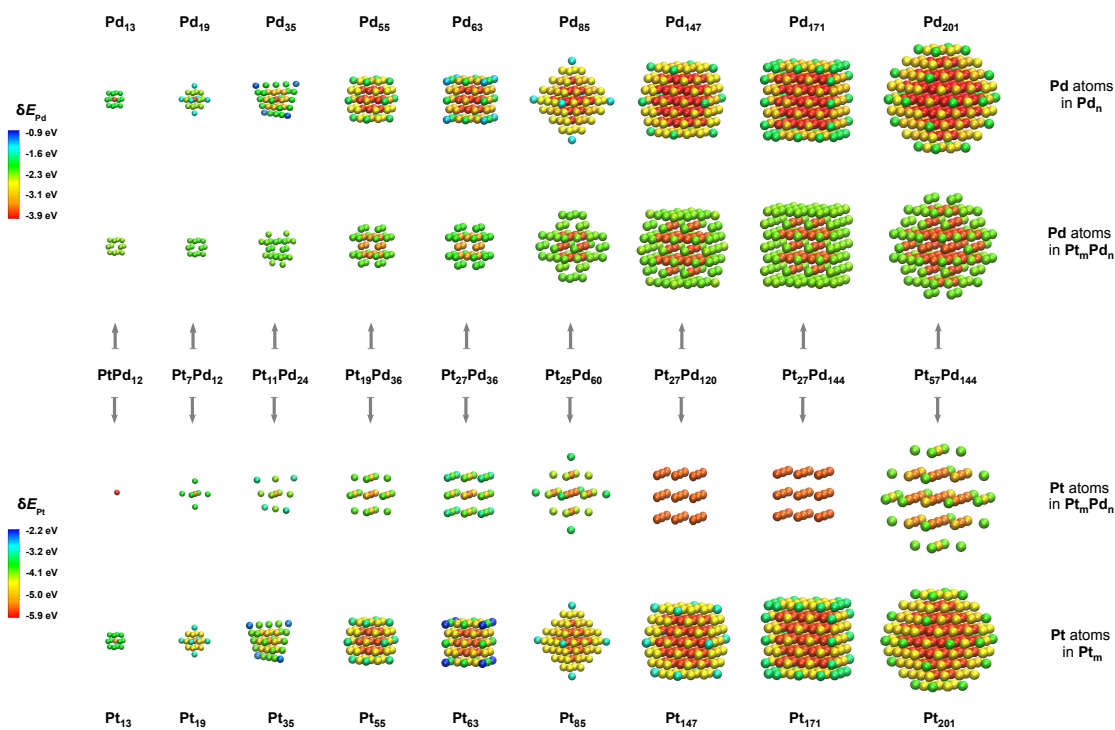 Pd₁₃ Pd₁₉ Pd₃₅ Pd₅₅ Pd₆₃ Pd₈₅ Pd₁₄₇ Pd₁₇₁ Pd₂₀₁
Pd atoms
in Pdₙ
δE_Pd
-0.9 eV
-1.6 eV
-2.3 eV
-3.1 eV
-3.9 eV
Pd atoms
in PtₘPdₙ
PtPd₁₂ Pt₇Pd₁₂ Pt₁₁Pd₂₄ Pt₁₉Pd₃₆ Pt₂₇Pd₃₆ Pt₂₅Pd₆₀ Pt₂₇Pd₁₂₀ Pt₂₇Pd₁₄₄ Pt₅₇Pd₁₄₄
Pt atoms
in PtₘPdₙ
δE_Pt
-2.2 eV
-3.2 eV
-4.1 eV
-5.0 eV
-5.9 eV
Pt atoms
in Ptₘ
Pt₁₃ Pt₁₉ Pt₃₅ Pt₅₅ Pt₆₃ Pt₈₅ Pt₁₄₇ Pt₁₇₁ Pt₂₀₁